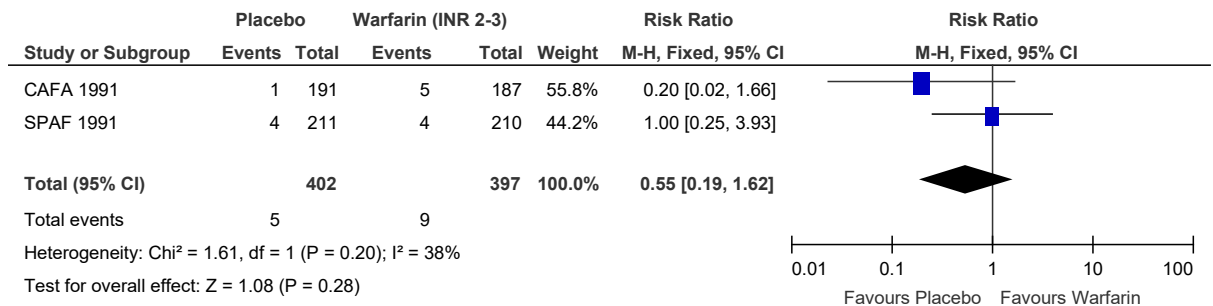 Placebo Warfarin (INR 2-3) Risk Ratio Risk Ratio
Study or Subgroup Events Total Events Total Weight M-H, Fixed, 95% CI M-H, Fixed, 95% CI
CAFA 1991 1 191 5 187 55.8% 0.20 [0.02, 1.66]
SPAF 1991 4 211 4 210 44.2% 1.00 [0.25, 3.93]
Total (95% CI) 402 397 100.0% 0.55 [0.19, 1.62]
Total events 5 9
Heterogeneity: Chi² = 1.61, df = 1 (P = 0.20); I² = 38%
Test for overall effect: Z = 1.08 (P = 0.28)
0.01 0.1 1 10 100
Favours Placebo Favours Warfarin